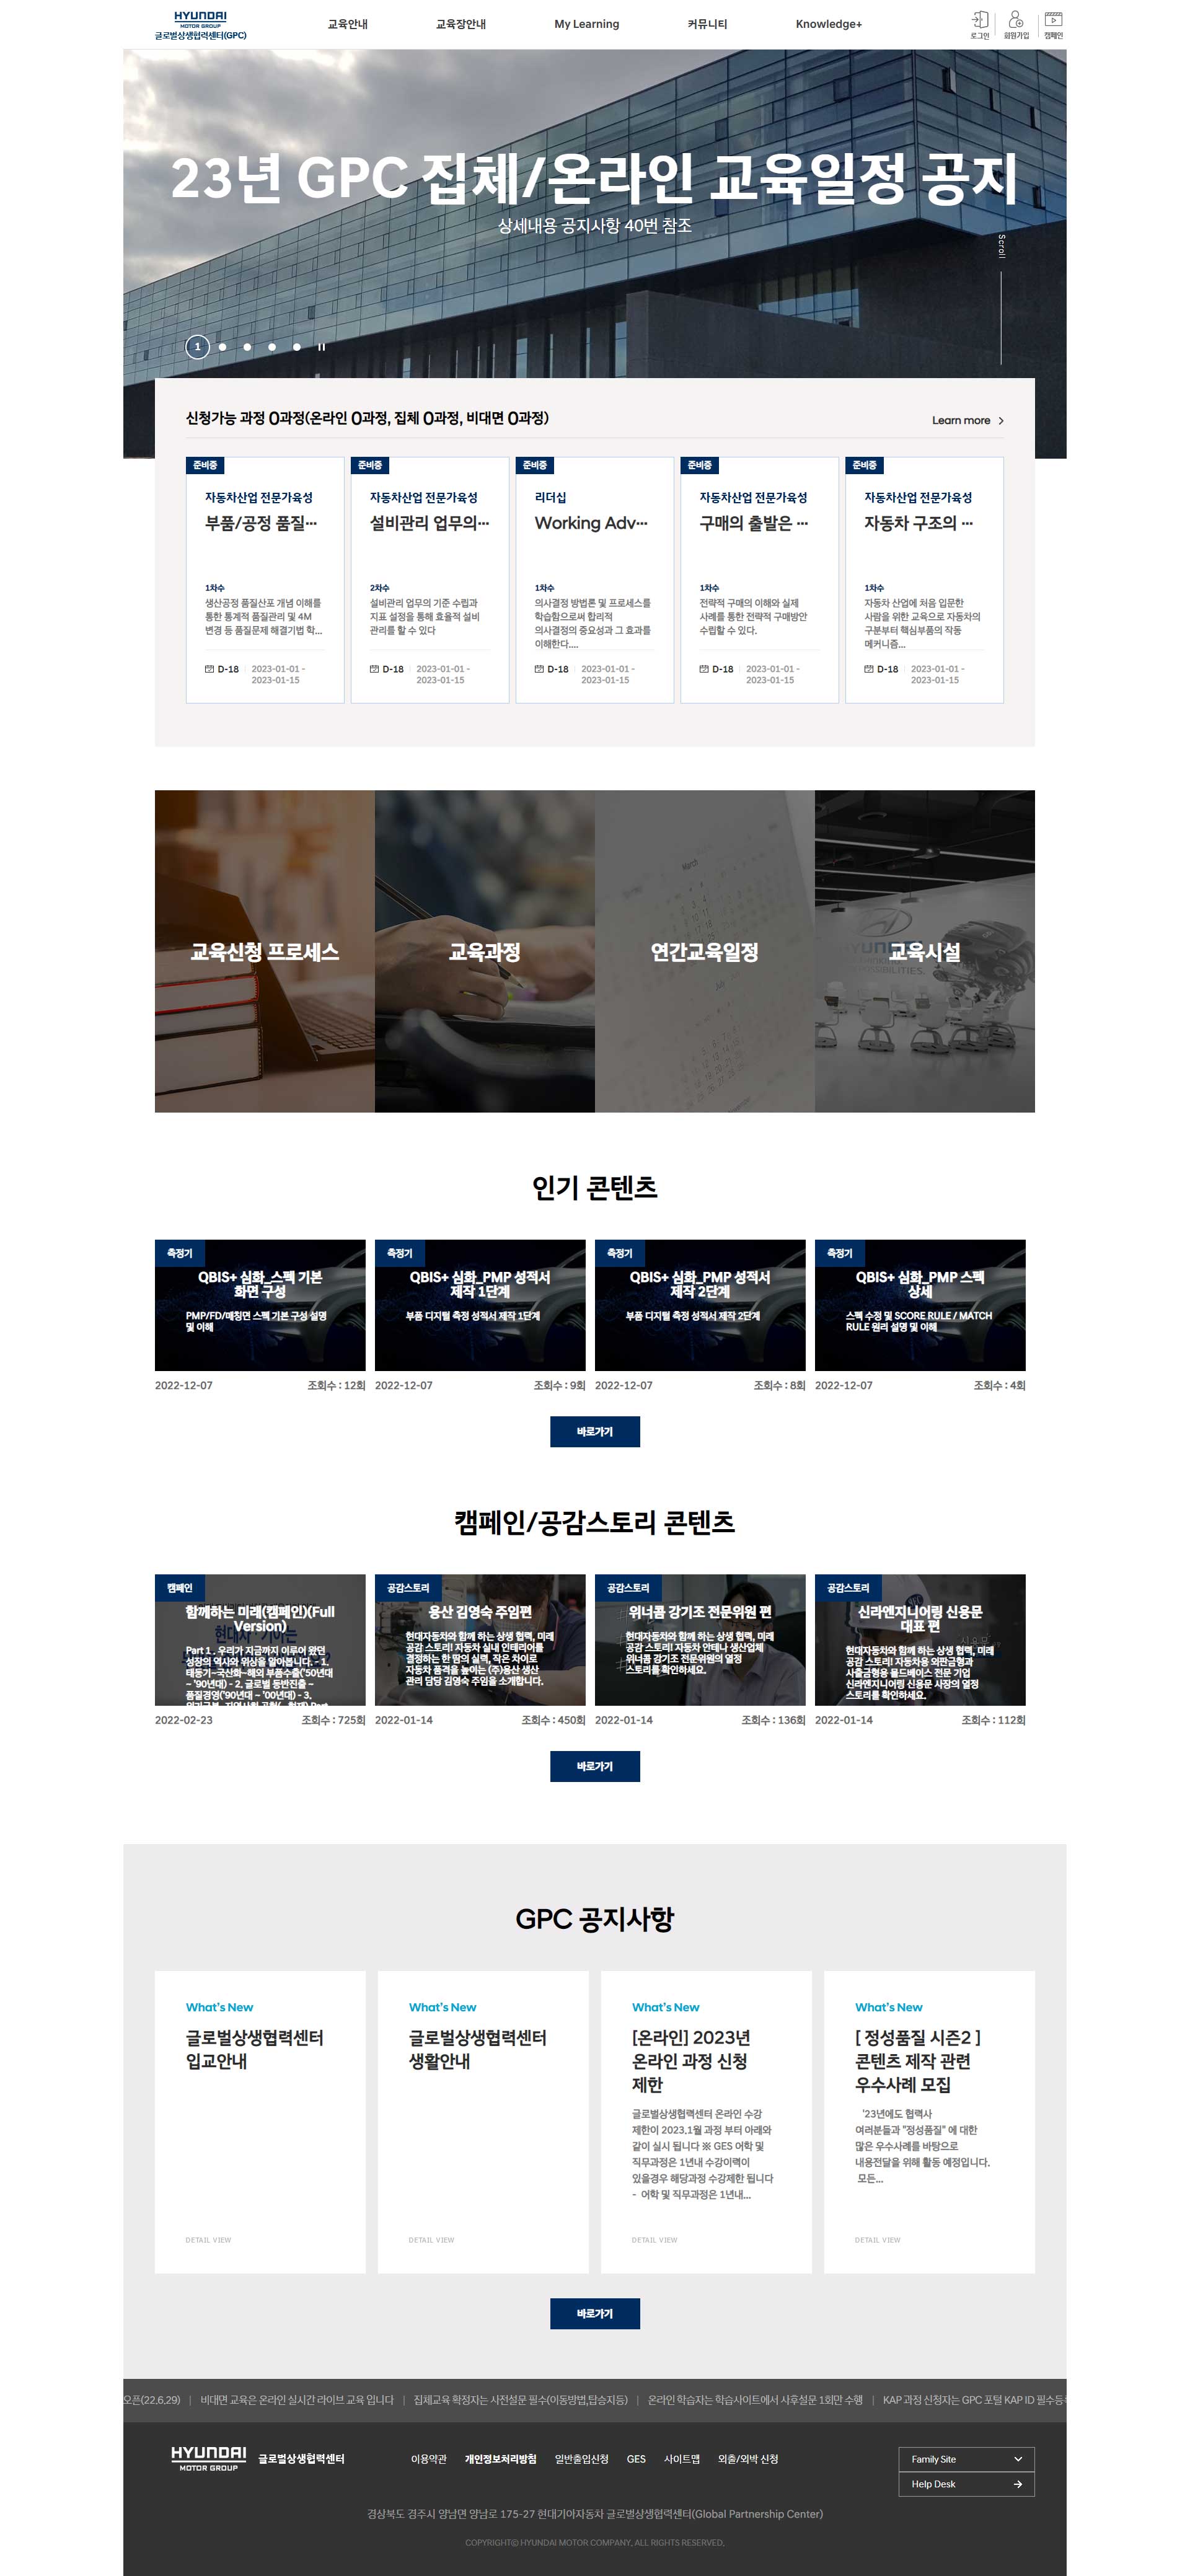 HYUNDAI
MOTOR GROUP
글로벌상생협력센터(GPC)
교육안내
교육장안내
My Learning
커뮤니티
Knowledge+
로그인
회원가입
캠페인
23년 GPC 집체/온라인 교육일정 공지
상세내용 공지사항 40번 참조
Scroll
1
신청가능 과정 0과정(온라인 0과정, 집체 0과정, 비대면 0과정)
Learn more
준비중
자동차산업 전문가육성
부품/공정 품질...
1차수
생산공정 품질산포 개념 이해를
통한 통계적 품질관리 및 4M
변경 등 품질문제 해결기법 학...
D-18
2023-01-01 -
2023-01-15
준비중
자동차산업 전문가육성
설비관리 업무의...
2차수
설비관리 업무의 기준 수립과
지표 설정을 통해 효율적 설비
관리를 할 수 있다
D-18
2023-01-01 -
2023-01-15
준비중
리더십
Working Adv...
1차수
의사결정 방법론 및 프로세스를
학습함으로써 합리적
의사결정의 중요성과 그 효과를
이해한다....
D-18
2023-01-01 -
2023-01-15
준비중
자동차산업 전문가육성
구매의 출발은 ...
1차수
전략적 구매의 이해와 실제
사례를 통한 전략적 구매방안
수립할 수 있다.
D-18
2023-01-01 -
2023-01-15
준비중
자동차산업 전문가육성
자동차 구조의 ...
1차수
자동차 산업에 처음 입문한
사람을 위한 교육으로 자동차의
구분부터 핵심부품의 작동
메커니즘...
D-18
2023-01-01 -
2023-01-15
교육신청 프로세스
교육과정
연간교육일정
교육시설
인기 콘텐츠
측정기
QBIS+ 심화_스펙 기본
화면 구성
PMP/FD/매칭면 스펙 기본 구성 설명
및 이해
2022-12-07
조회수 : 12회
측정기
QBIS+ 심화_PMP 성적서
제작 1단계
부품 디지털 측정 성적서 제작 1단계
2022-12-07
조회수 : 9회
측정기
QBIS+ 심화_PMP 성적서
제작 2단계
부품 디지털 측정 성적서 제작 2단계
2022-12-07
조회수 : 8회
측정기
QBIS+ 심화_PMP 스펙
상세
스펙 수정 및 SCORE RULE / MATCH
RULE 원리 설명 및 이해
2022-12-07
조회수 : 4회
바로가기
캠페인/공감스토리 콘텐츠
캠페인
함께하는 미래(캠페인)(Full
Version)
Part 1 . 우리가 지금까지 이루어 왔던
성장의 역사와 위상을 알아봅니다. - 1.
태동기~국산화~해외 부품수출('50년대
~ '90년대) - 2. 글로벌 동반진출 ~
품질경영('90년대 ~ '00년대) - 3.
2022-02-23
조회수 : 725회
공감스토리
용산 김영숙 주임편
현대자동차와 함께 하는 상생 협력, 미래
공감 스토리! 자동차 실내 인테리어를
결정하는 한 땀의 실력, 작은 차이로
자동차 품격을 높이는 (주)용산 생산
관리 담당 김영숙 주임을 소개합니다.
2022-01-14
조회수 : 450회
공감스토리
위너콤 강기조 전문위원 편
현대자동차와 함께 하는 상생 협력, 미래
공감 스토리! 자동차 안테나 생산업체
위너콤 강기조 전문위원의 열정
스토리를 확인하세요.
2022-01-14
조회수 : 136회
공감스토리
신라엔지니어링 신용문
대표 편
현대자동차와 함께 하는 상생 협력, 미래
공감 스토리! 자동차용 외판금형과
사출금형용 몰드베이스 전문 기업
신라엔지니어링 신용문 사장의 열정
스토리를 확인하세요.
2022-01-14
조회수 : 112회
바로가기
GPC 공지사항
What's New
글로벌상생협력센터
입교안내
DETAIL VIEW
What's New
글로벌상생협력센터
생활안내
DETAIL VIEW
What's New
[온라인] 2023년
온라인 과정 신청
제한
글로벌상생협력센터 온라인 수강
제한이 2023.1월 과정 부터 아래와
같이 실시 됩니다 ※ GES 어학 및
직무과정은 1년내 수강이력이
있을경우 해당과정 수강제한 됩니다
- 어학 및 직무과정은 1년내...
DETAIL VIEW
What's New
[ 정성품질 시즌2 ]
콘텐츠 제작 관련
우수사례 모집
'23년에도 협력사
여러분들과 "정성품질" 에 대한
많은 우수사례를 바탕으로
내용전달을 위해 활동 예정입니다.
모든...
DETAIL VIEW
바로가기
오픈(22.6.29) | 비대면 교육은 온라인 실시간 라이브 교육 입니다 | 집체교육 확정자는 사전설문 필수(이동방법,탑승지등) | 온라인 학습자는 학습사이트에서 사후설문 1회만 수행 | KAP 과정 신청자는 GPC 포털 KAP ID 필수등록
HYUNDAI
MOTOR GROUP
글로벌상생협력센터
이용약관
개인정보처리방침
일반출입신청
GES
사이트맵
외출/외박 신청
Family Site
Help Desk
경상북도 경주시 양남면 양남로 175-27 현대기아자동차 글로벌상생협력센터(Global Partnership Center)
COPYRIGHTⓒ HYUNDAI MOTOR COMPANY. ALL RIGHTS RESERVED.